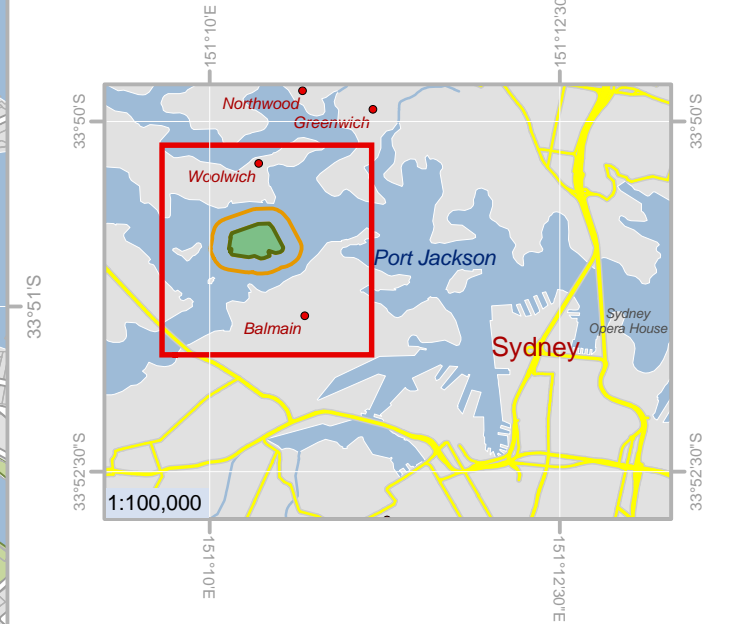 151°10'E
151°12'30"E
Northwood
33°50'S
Greenwich
33°50'S
Woolwich
Port Jackson
33°51'S
Balmain
Sydney
Opera House
Sydney
33°52'30"S
33°52'30"S
1:100,000
151°10'E
151°12'30"E